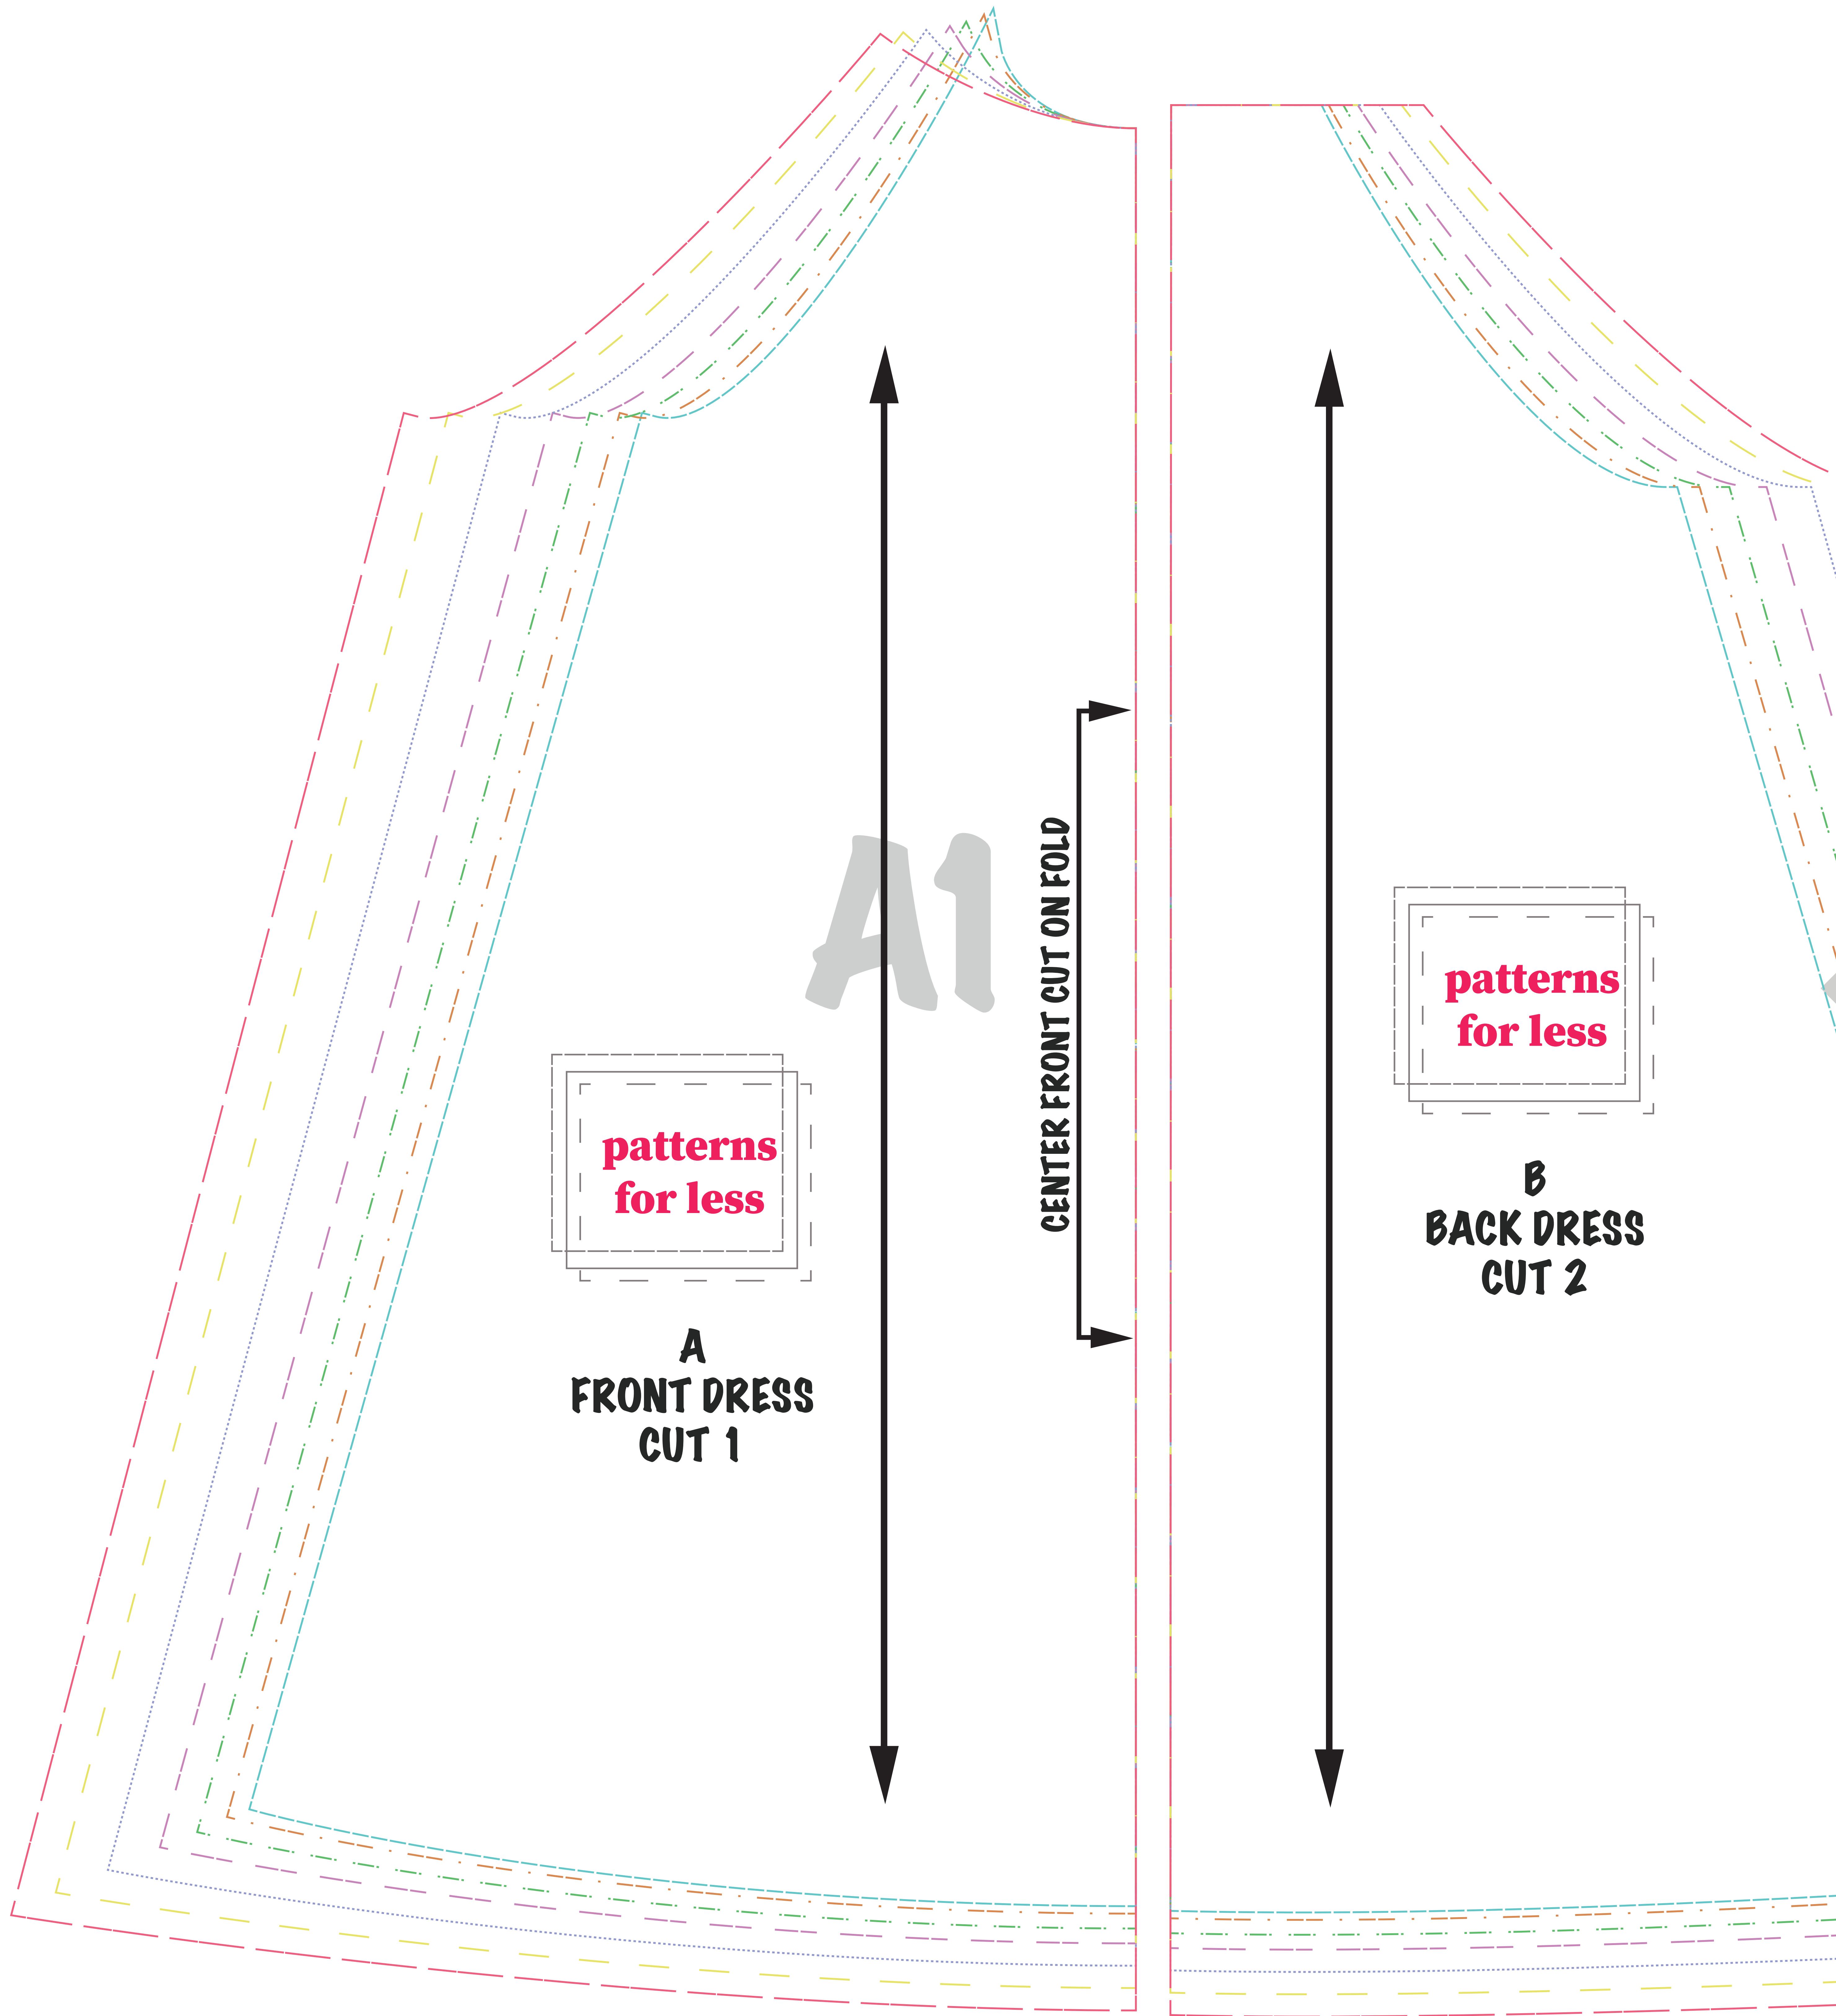 A1
CENTER FRONT CUT ON FOLD
patterns
for less
A
FRONT DRESS
CUT 1
patterns
for less
B
BACK DRESS
CUT 2